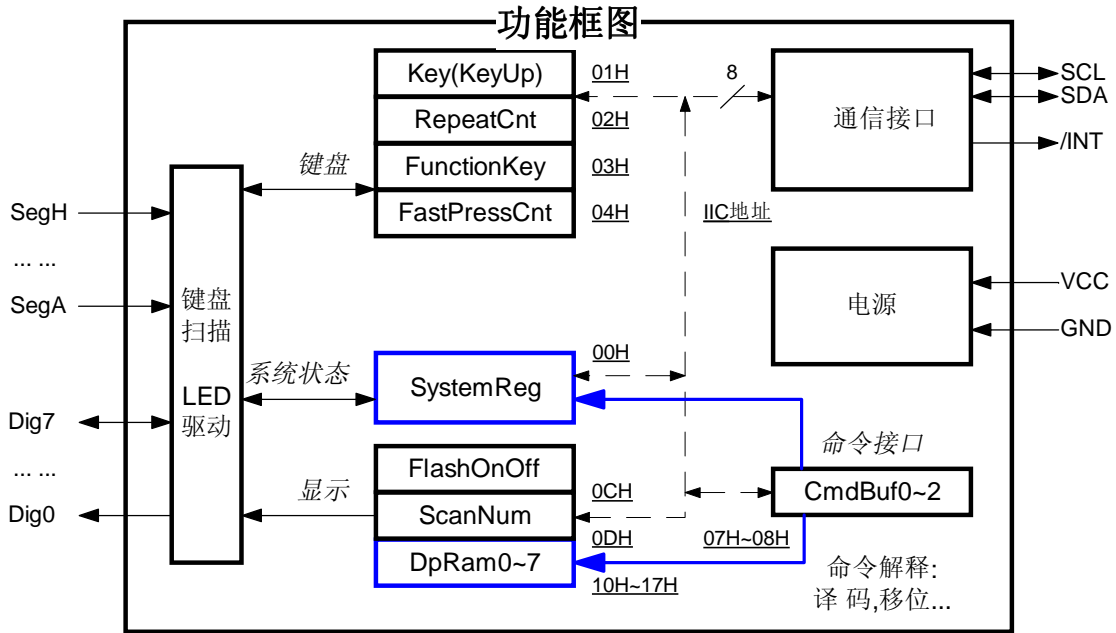 功能框图
Key(KeyUp)
01H
RepeatCnt
02H
FunctionKey
03H
FastPressCnt
04H
键盘
8
通信接口
SCL
SDA
/INT
IIC地址
电源
VCC
GND
SegH
... ...
SegA
Dig7
... ...
Dig0
键盘
扫描
LED
驱动
系统状态
SystemReg
00H
显示
FlashOnOff
0CH
ScanNum
0DH
DpRam0~7
10H~17H
命令接口
CmdBuf0~2
07H~08H
命令解释:
译 码,移位...